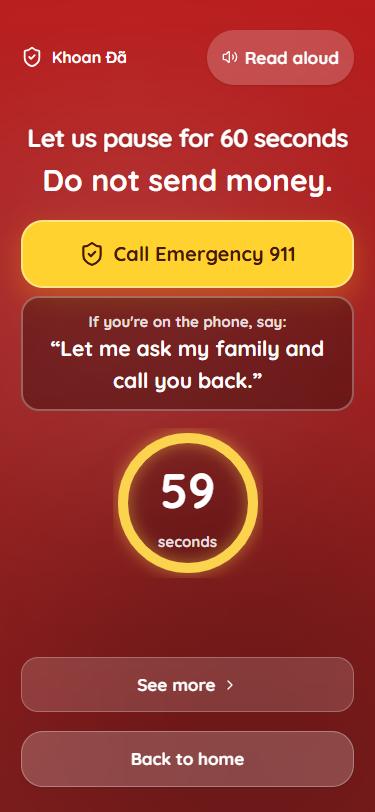 Khoan Đã
Read aloud
Let us pause for 60 seconds
Do not send money.
Call Emergency 911
If you're on the phone, say:
“Let me ask my family and
call you back.”
59
seconds
See more
Back to home